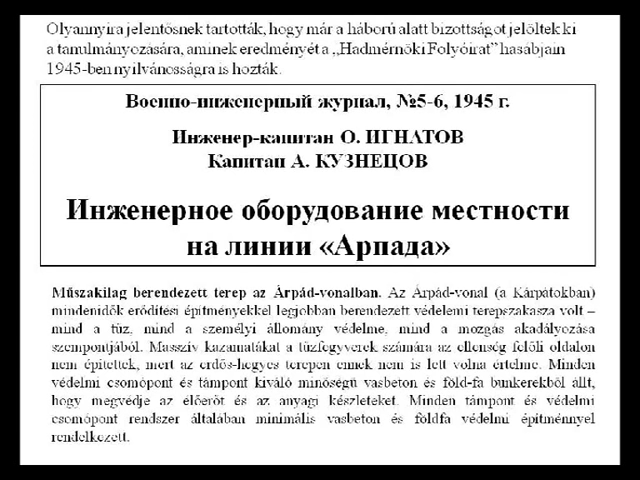 Olyannyira jelentősnek tartották, hogy már a háború alatt bizottságot jelöltek ki
a tanulmányozására, aminek eredményét a „Hadmérnöki Folyóirat” hasábjain
1945-ben nyilvánosságra is hozták.
Военно-инженерный журнал, №5-6, 1945 г.
Инженер-капитан О. ИГНАТОВ
Капитан А. КУЗНЕЦОВ
Инженерное оборудование местности
на линии «Арпада»
Műszakilag berendezett terep az Árpád-vonalban. Az Árpád-vonal (a Kárpátokban)
mindenidők erődítési építményekkel legjobban berendezett védelemi terepszakasza volt –
mind a tűz, mind a személyi állomány védelme, mind a mozgás akadályozása
szempontjából. Masszív kazamatákat a tűzfegyverek számára az ellenség felőli oldalon
nem építettek, mert az erdős-hegyes terepen ennek nem is lett volna értelme. Minden
védelmi csomópont és támpont kiváló minőségű vasbeton és föld-fa bunkerekből állt,
hogy megvédje az élőerőt és az anyagi készleteket. Minden támpont és védelmi
csomópont rendszer általában minimális vasbeton és földfa védelmi építménnyel
rendelkezett.